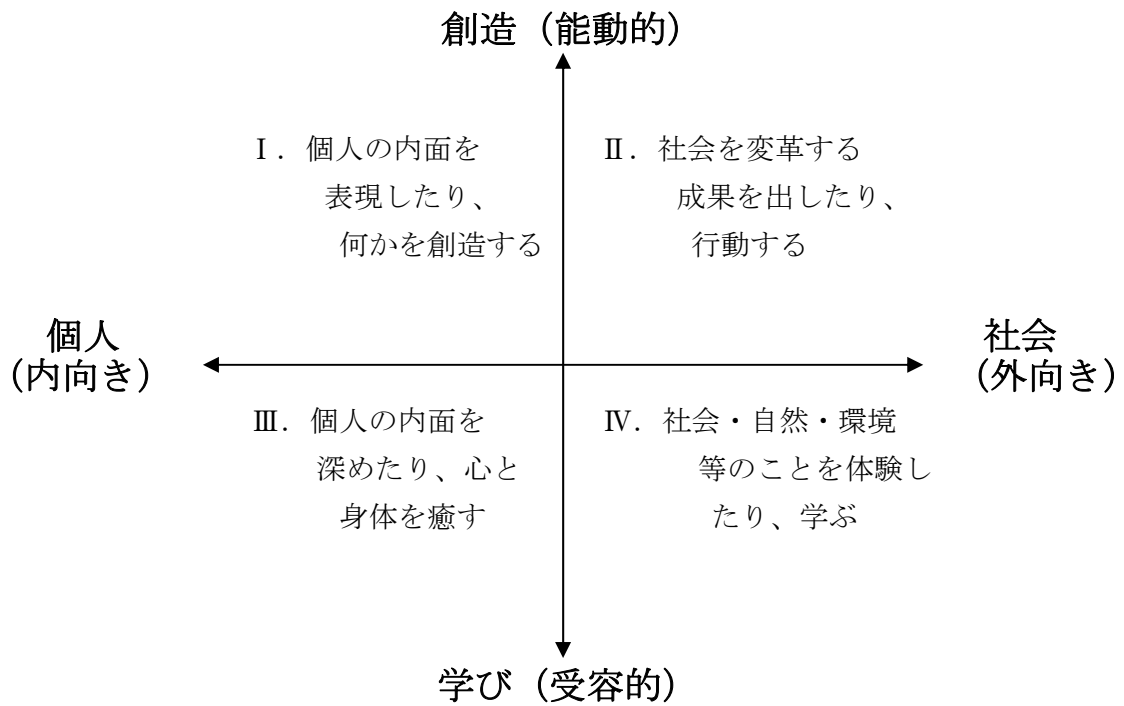 創造（能動的）
Ⅰ．個人の内面を
表現したり、
何かを創造する
Ⅱ．社会を変革する
成果を出したり、
行動する
個人
（内向き）
社会
（外向き）
Ⅲ．個人の内面を
深めたり、心と
身体を癒す
Ⅳ．社会・自然・環境
等のことを体験し
たり、学ぶ
学び（受容的）